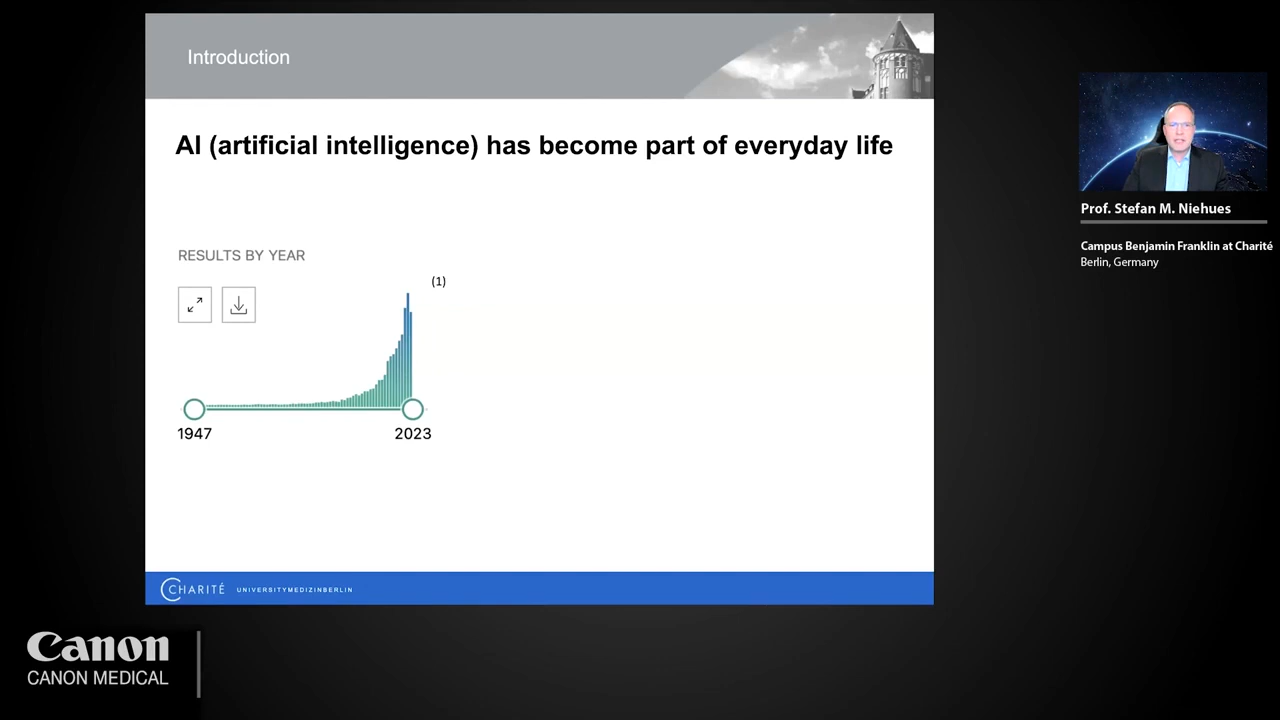 Introduction
AI (artificial intelligence) has become part of everyday life
RESULTS BY YEAR
(1)
1947
2023
CHARITÉ UNIVERSITYMEDIZINBERLIN
Prof. Stefan M. Niehues
Campus Benjamin Franklin at Charité
Berlin, Germany
Canon
CANON MEDICAL